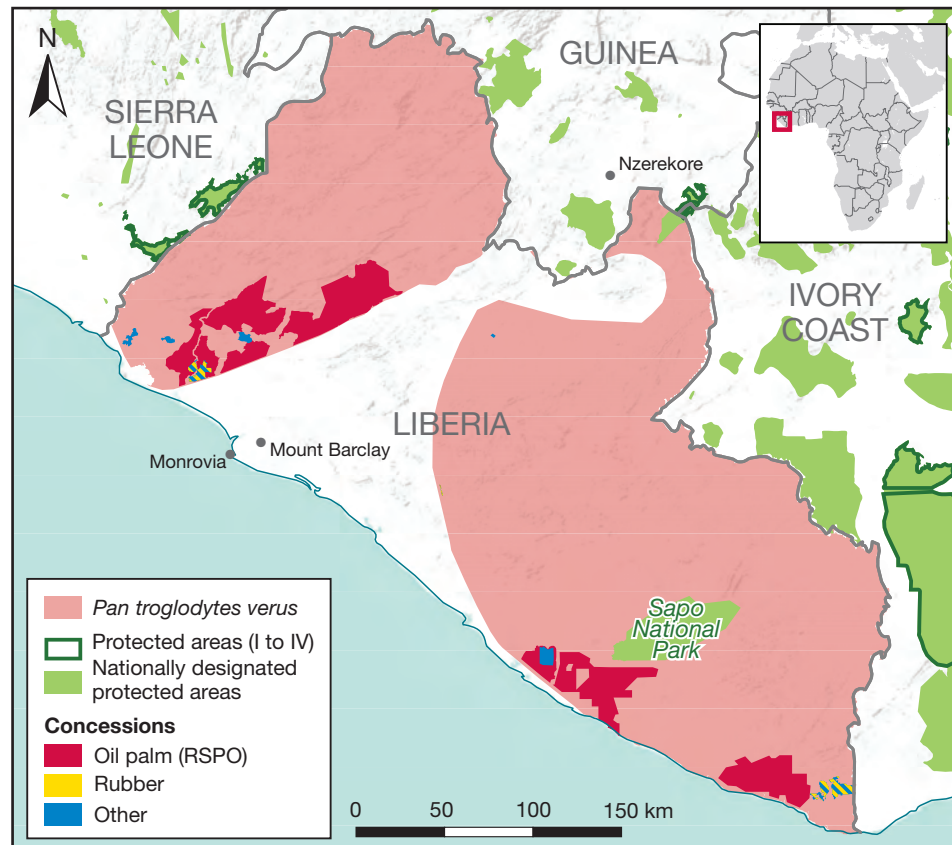 N
GUINEA
SIERRA
LEONE
Nzerekore
IVORY
COAST
LIBERIA
Mount Barclay
Monrovia
Sapo
National
Park
Pan troglodytes verus
Protected areas (I to IV)
Nationally designated
protected areas
Concessions
Oil palm (RSPO)
Rubber
Other
0 50 100 150 km